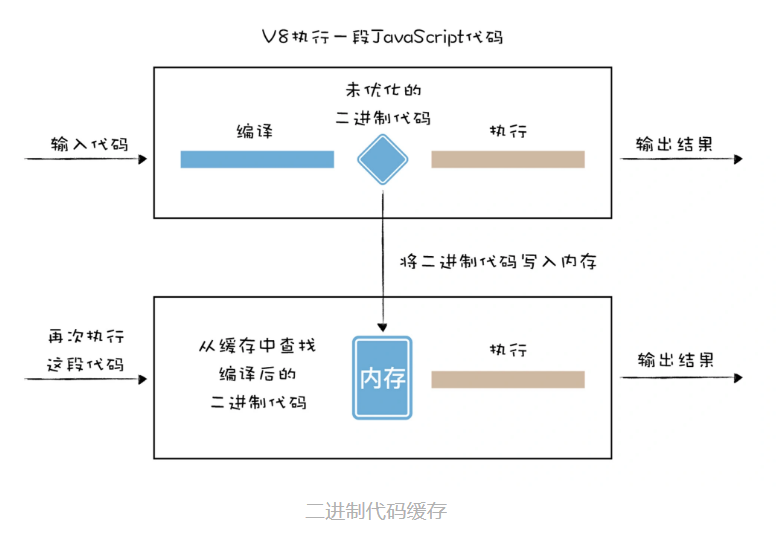 V8执行一段JavaScript代码
未优化的
二进制代码
输入代码
编译
执行
输出结果
将二进制代码写入内存
再次执行
这段代码
从缓存中查找
编译后的
二进制代码
内存
执行
输出结果
二进制代码缓存